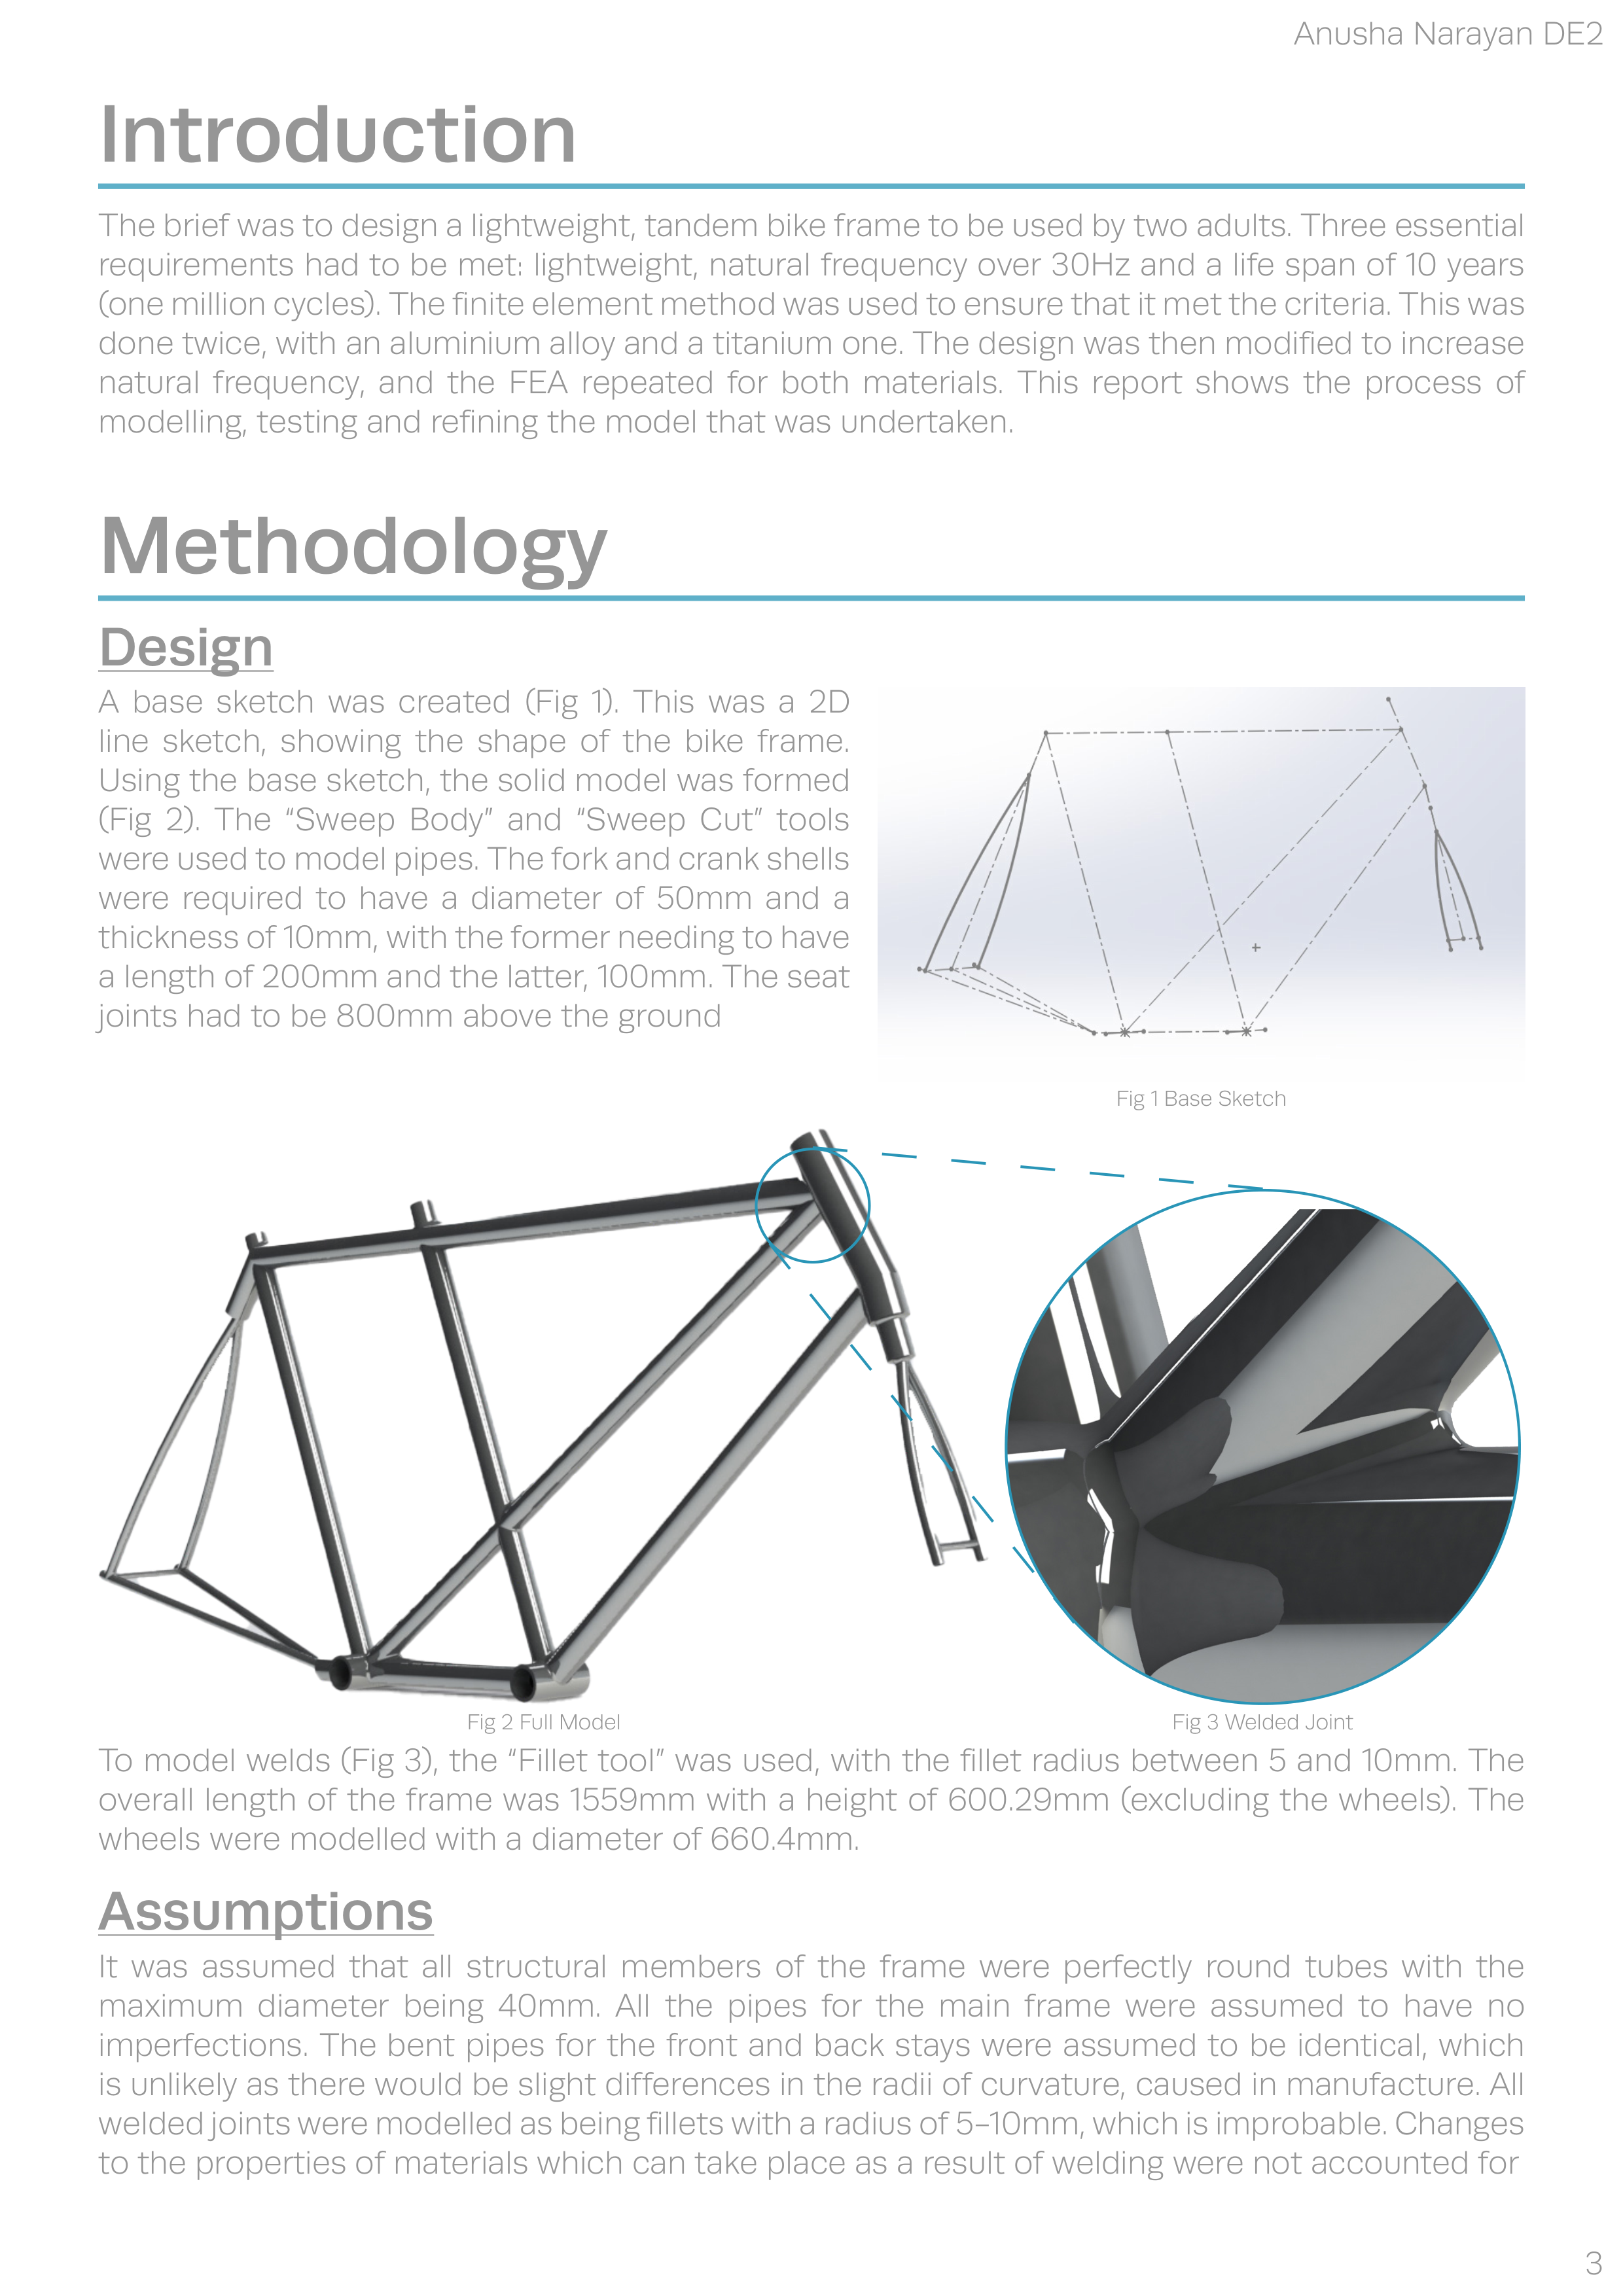 Anusha Narayan DE2
Introduction
The brief was to design a lightweight, tandem bike frame to be used by two adults. Three essential
requirements had to be met: lightweight, natural frequency over 30Hz and a life span of 10 years
(one million cycles). The finite element method was used to ensure that it met the criteria. This was
done twice, with an aluminium alloy and a titanium one. The design was then modified to increase
natural frequency, and the FEA repeated for both materials. This report shows the process of
modelling, testing and refining the model that was undertaken.
Methodology
Design
A base sketch was created (Fig 1). This was a 2D
line sketch, showing the shape of the bike frame.
Using the base sketch, the solid model was formed
(Fig 2). The “Sweep Body” and “Sweep Cut” tools
were used to model pipes. The fork and crank shells
were required to have a diameter of 50mm and a
thickness of 10mm, with the former needing to have
a length of 200mm and the latter, 100mm. The seat
joints had to be 800mm above the ground
Fig 1 Base Sketch
Fig 2 Full Model
Fig 3 Welded Joint
To model welds (Fig 3), the “Fillet tool” was used, with the fillet radius between 5 and 10mm. The
overall length of the frame was 1559mm with a height of 600.29mm (excluding the wheels). The
wheels were modelled with a diameter of 660.4mm.
Assumptions
It was assumed that all structural members of the frame were perfectly round tubes with the
maximum diameter being 40mm. All the pipes for the main frame were assumed to have no
imperfections. The bent pipes for the front and back stays were assumed to be identical, which
is unlikely as there would be slight differences in the radii of curvature, caused in manufacture. All
welded joints were modelled as being fillets with a radius of 5–10mm, which is improbable. Changes
to the properties of materials which can take place as a result of welding were not accounted for
3